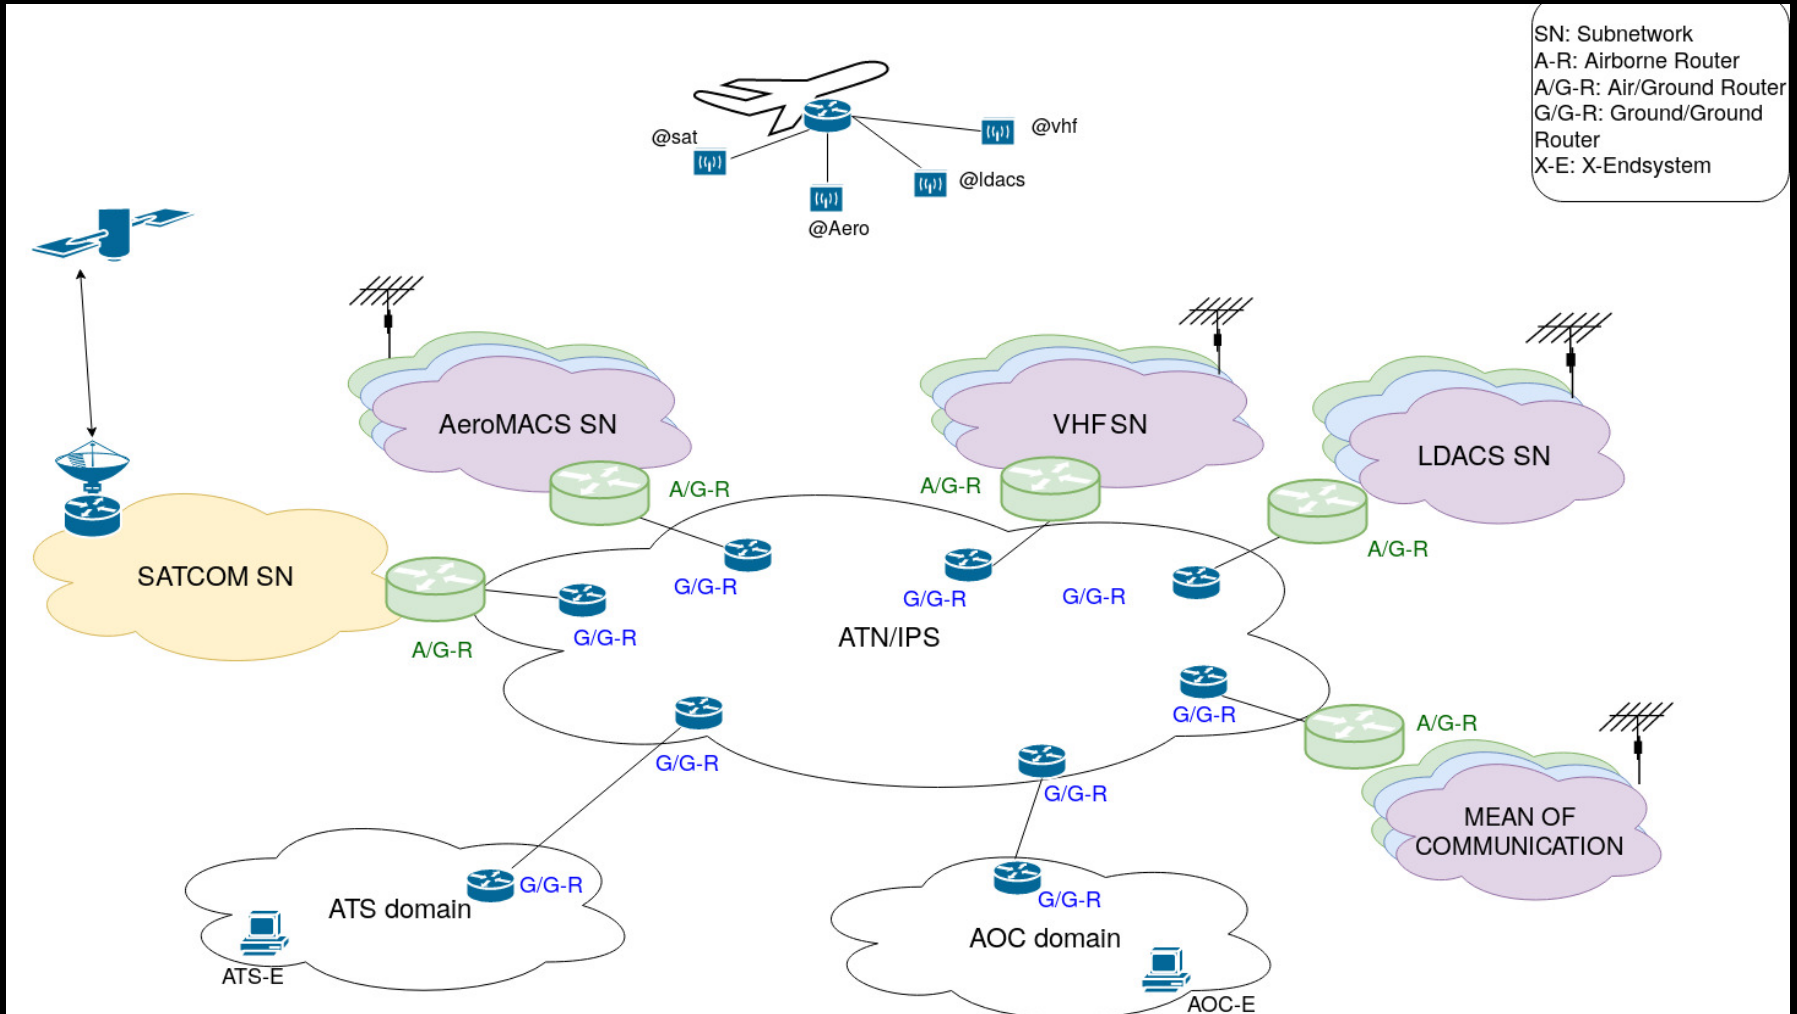 SN: Subnetwork
A-R: Airborne Router
A/G-R: Air/Ground Router
G/G-R: Ground/Ground
Router
X-E: X-Endsystem
@sat
@vhf
@ldacs
@Aero
AeroMACS SN
VHF SN
LDACS SN
A/G-R
A/G-R
A/G-R
SATCOM SN
G/G-R
G/G-R
G/G-R
G/G-R
A/G-R
ATN/IPS
G/G-R
A/G-R
G/G-R
G/G-R
MEAN OF
COMMUNICATION
G/G-R
ATS domain
G/G-R
AOC domain
ATS-E
AOC-E